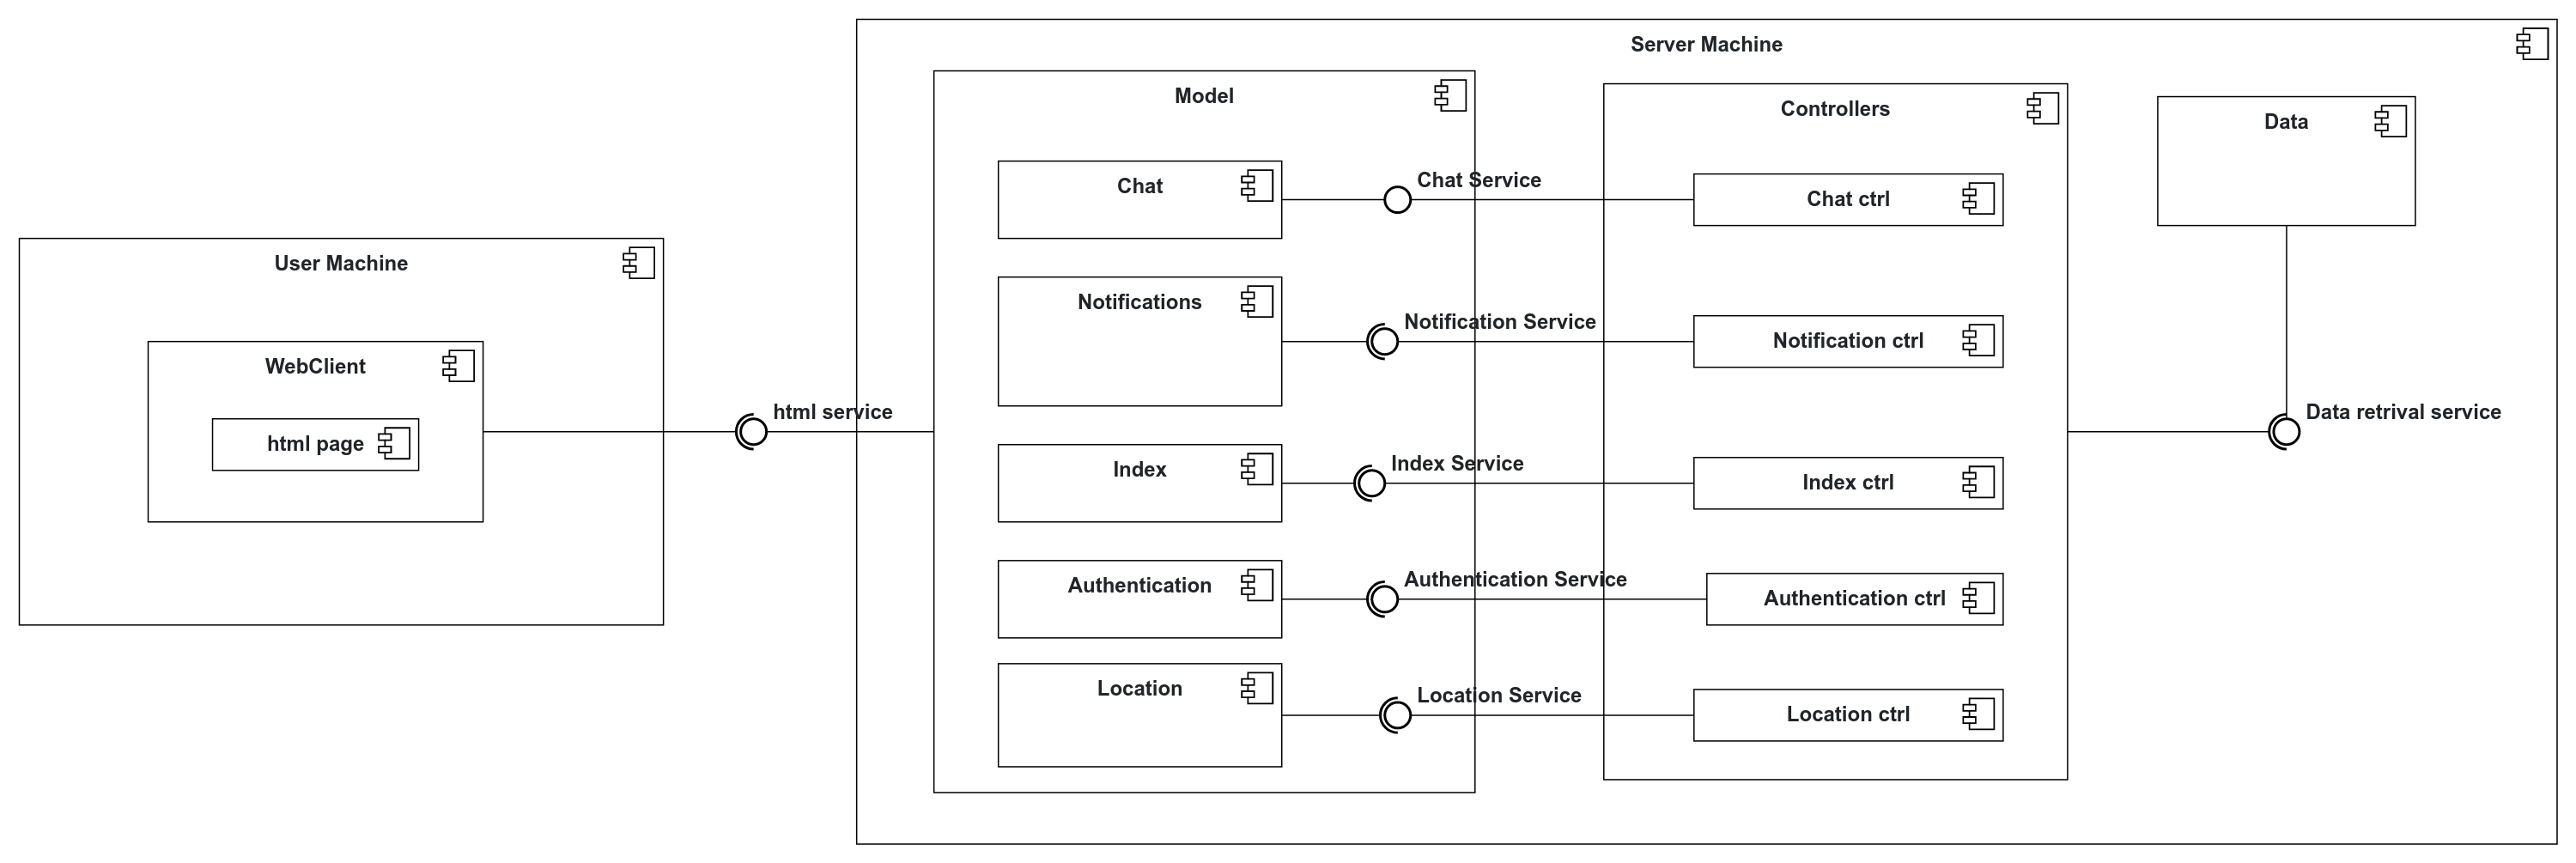 Server Machine
Model
Controllers
Data
Chat
Chat Service
Chat ctrl
User Machine
Notifications
Notification Service
Notification ctrl
WebClient
html page
html service
Data retrival service
Index
Index Service
Index ctrl
Authentication
Authentication Service
Authentication ctrl
Location
Location Service
Location ctrl